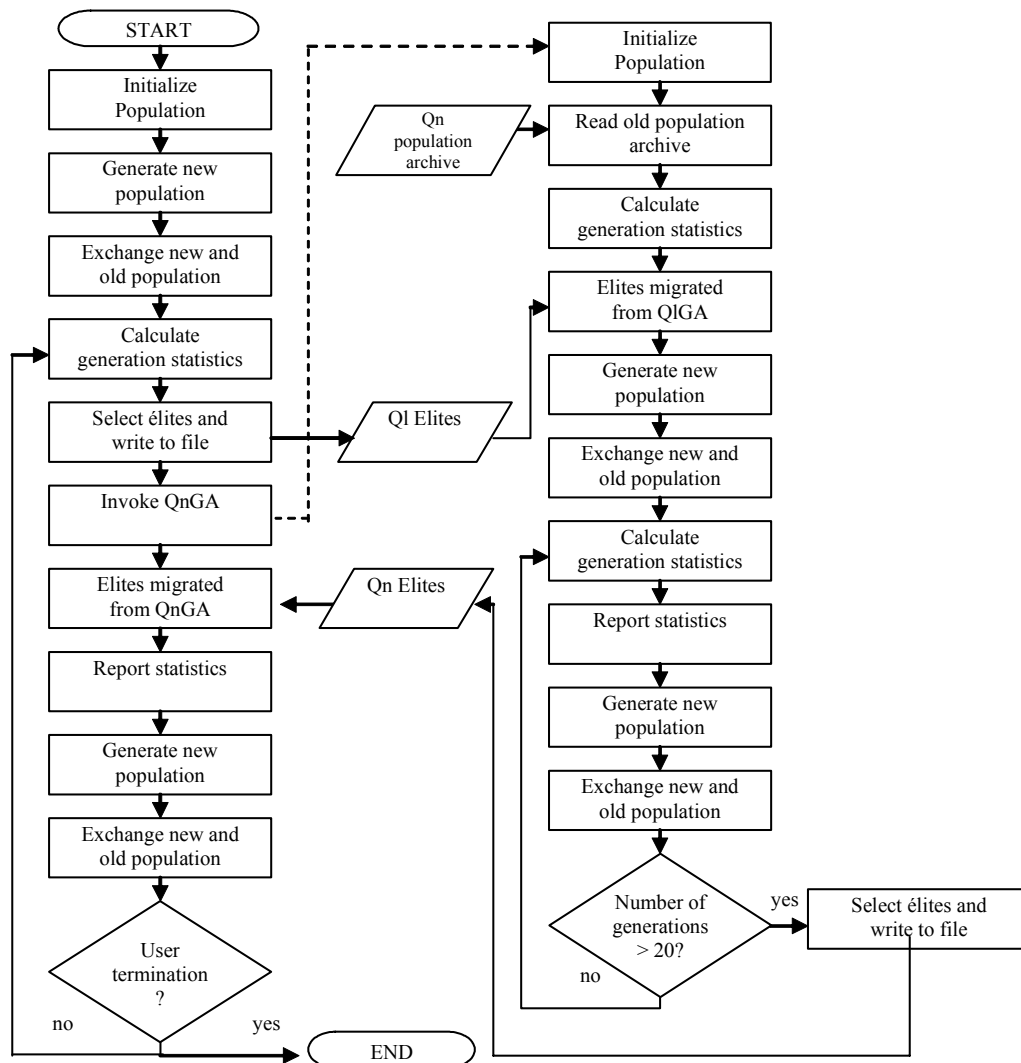 START
Initialize
Population
Generate new
population
Exchange new and
old population
Calculate
generation statistics
Select élites and
write to file
Invoke QnGA
Elites migrated
from QnGA
Report statistics
Generate new
population
Exchange new and
old population
User
termination
?
no
yes
END
Ql Elites
Qn Elites
Initialize
Population
Qn
population
archive
Read old population
archive
Calculate
generation statistics
Elites migrated
from QlGA
Generate new
population
Exchange new and
old population
Calculate
generation statistics
Report statistics
Generate new
population
Exchange new and
old population
Number of
generations
> 20?
yes
no
Select élites and
write to file